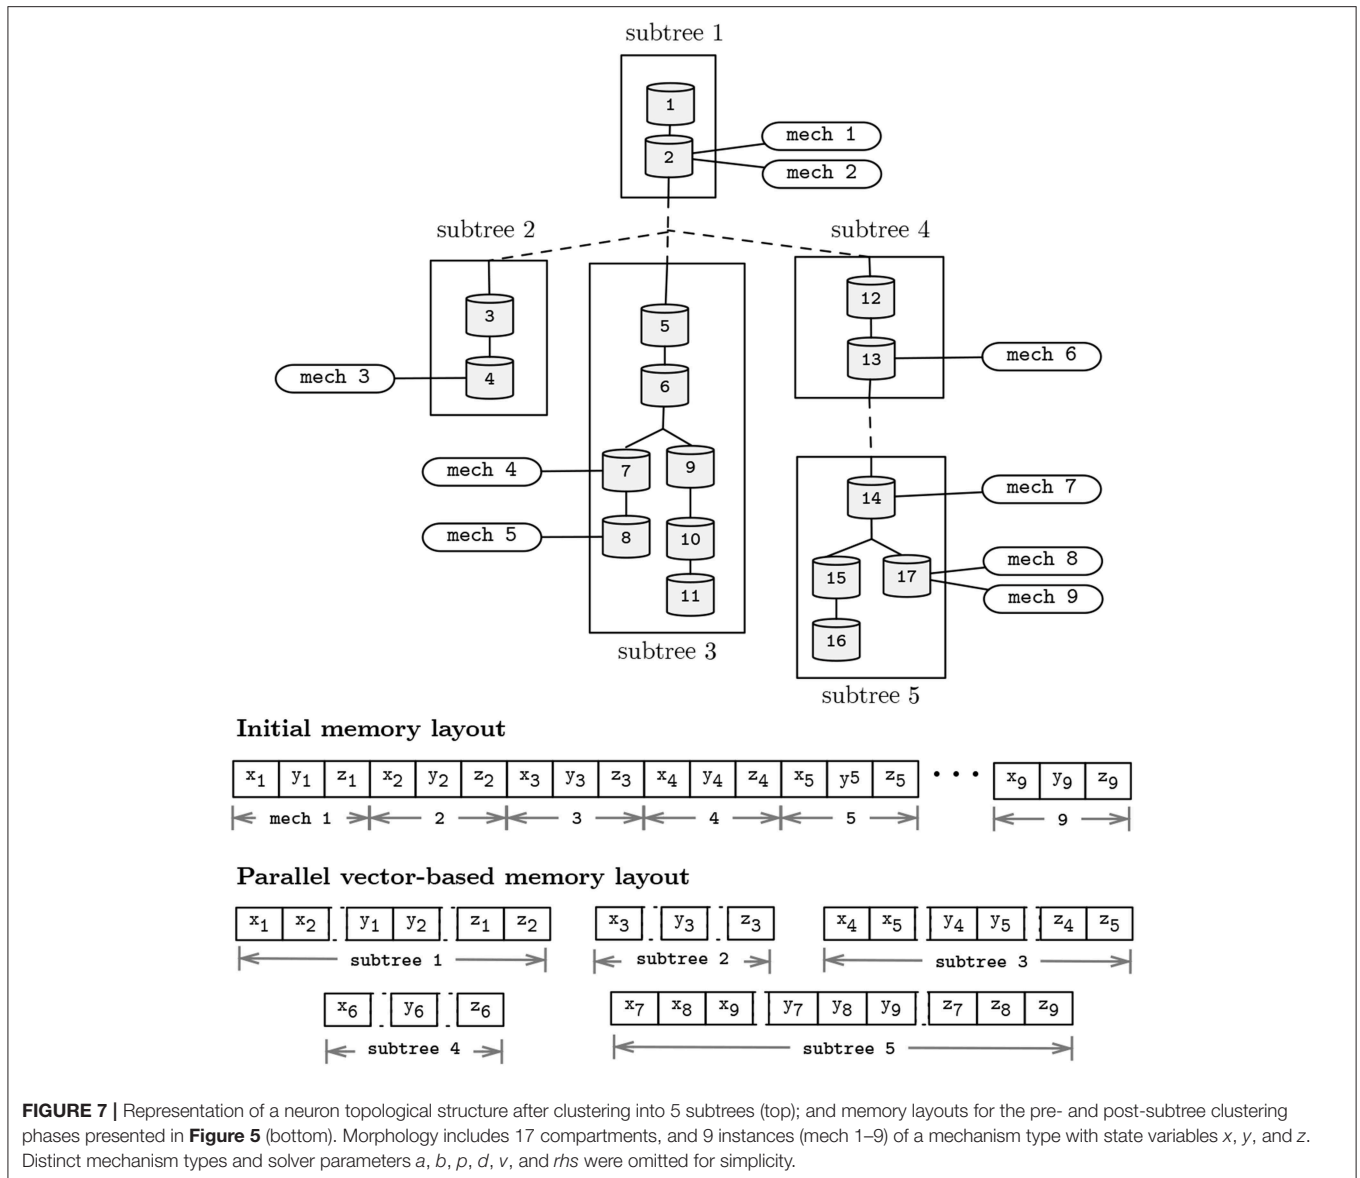 subtree 1
1
2
mech 1
mech 2
subtree 2
subtree 4
3
4
mech 3
5
6
7
9
8
10
11
mech 4
mech 5
12
13
mech 6
14
mech 7
15
17
16
mech 8
mech 9
subtree 3
subtree 5
Initial memory layout
x1 y1 z1 x2 y2 z2 x3 y3 z3 x4 y4 z4 x5 y5 z5 • • • x9 y9 z9
mech 1 2 3 4 5 9
Parallel vector-based memory layout
x1 x2 y1 y2 z1 z2 x3 y3 z3 x4 x5 y4 y5 z4 z5
subtree 1 subtree 2 subtree 3
x6 y6 z6 x7 x8 x9 y7 y8 y9 z7 z8 z9
subtree 4 subtree 5
FIGURE 7 | Representation of a neuron topological structure after clustering into 5 subtrees (top); and memory layouts for the pre- and post-subtree clustering
phases presented in Figure 5 (bottom). Morphology includes 17 compartments, and 9 instances (mech 1–9) of a mechanism type with state variables x, y, and z.
Distinct mechanism types and solver parameters a, b, p, d, v, and rhs were omitted for simplicity.